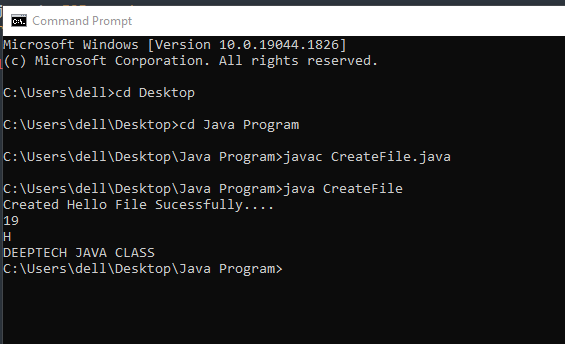 Command Prompt
Microsoft Windows [Version 10.0.19044.1826]
(c) Microsoft Corporation. All rights reserved.
C:\Users\dell>cd Desktop
C:\Users\dell\Desktop>cd Java Program
C:\Users\dell\Desktop\Java Program>javac CreateFile.java
C:\Users\dell\Desktop\Java Program>java CreateFile
Created Hello File Sucessfully....
19
H
DEEPTECH JAVA CLASS
C:\Users\dell\Desktop\Java Program>